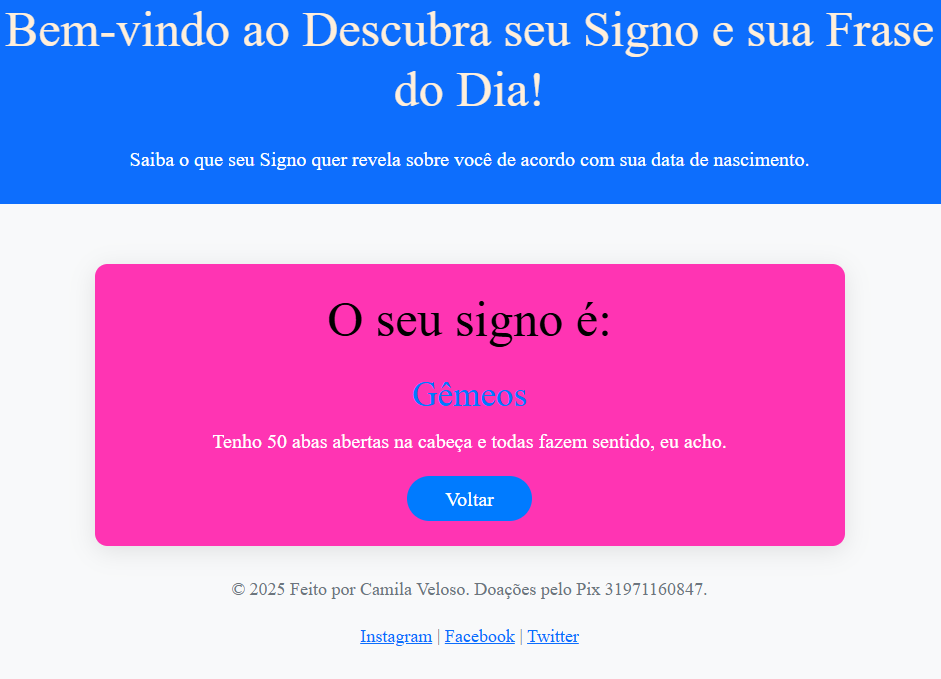 Bem-vindo ao Descubra seu Signo e sua Frase
do Dia!
Saiba o que seu Signo quer revela sobre você de acordo com sua data de nascimento.
O seu signo é:
Gêmeos
Tenho 50 abas abertas na cabeça e todas fazem sentido, eu acho.
Voltar
© 2025 Feito por Camila Veloso. Doações pelo Pix 31971160847.
Instagram | Facebook | Twitter